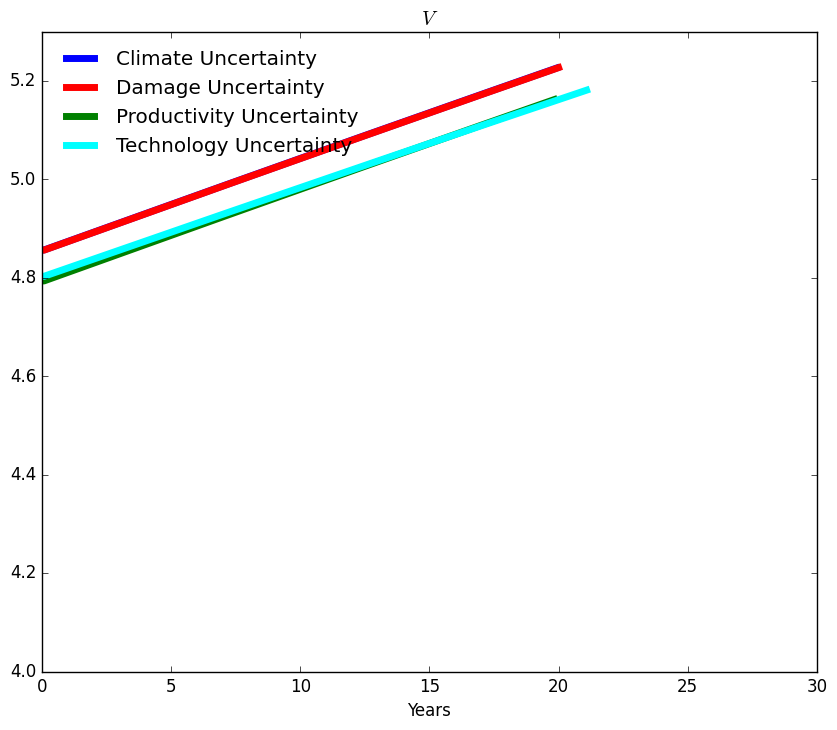 V
Climate Uncertainty
Damage Uncertainty
Productivity Uncertainty
Technology Uncertainty
5.2
5.0
4.8
4.6
4.4
4.2
4.0
0 5 10 15 20 25 30
Years